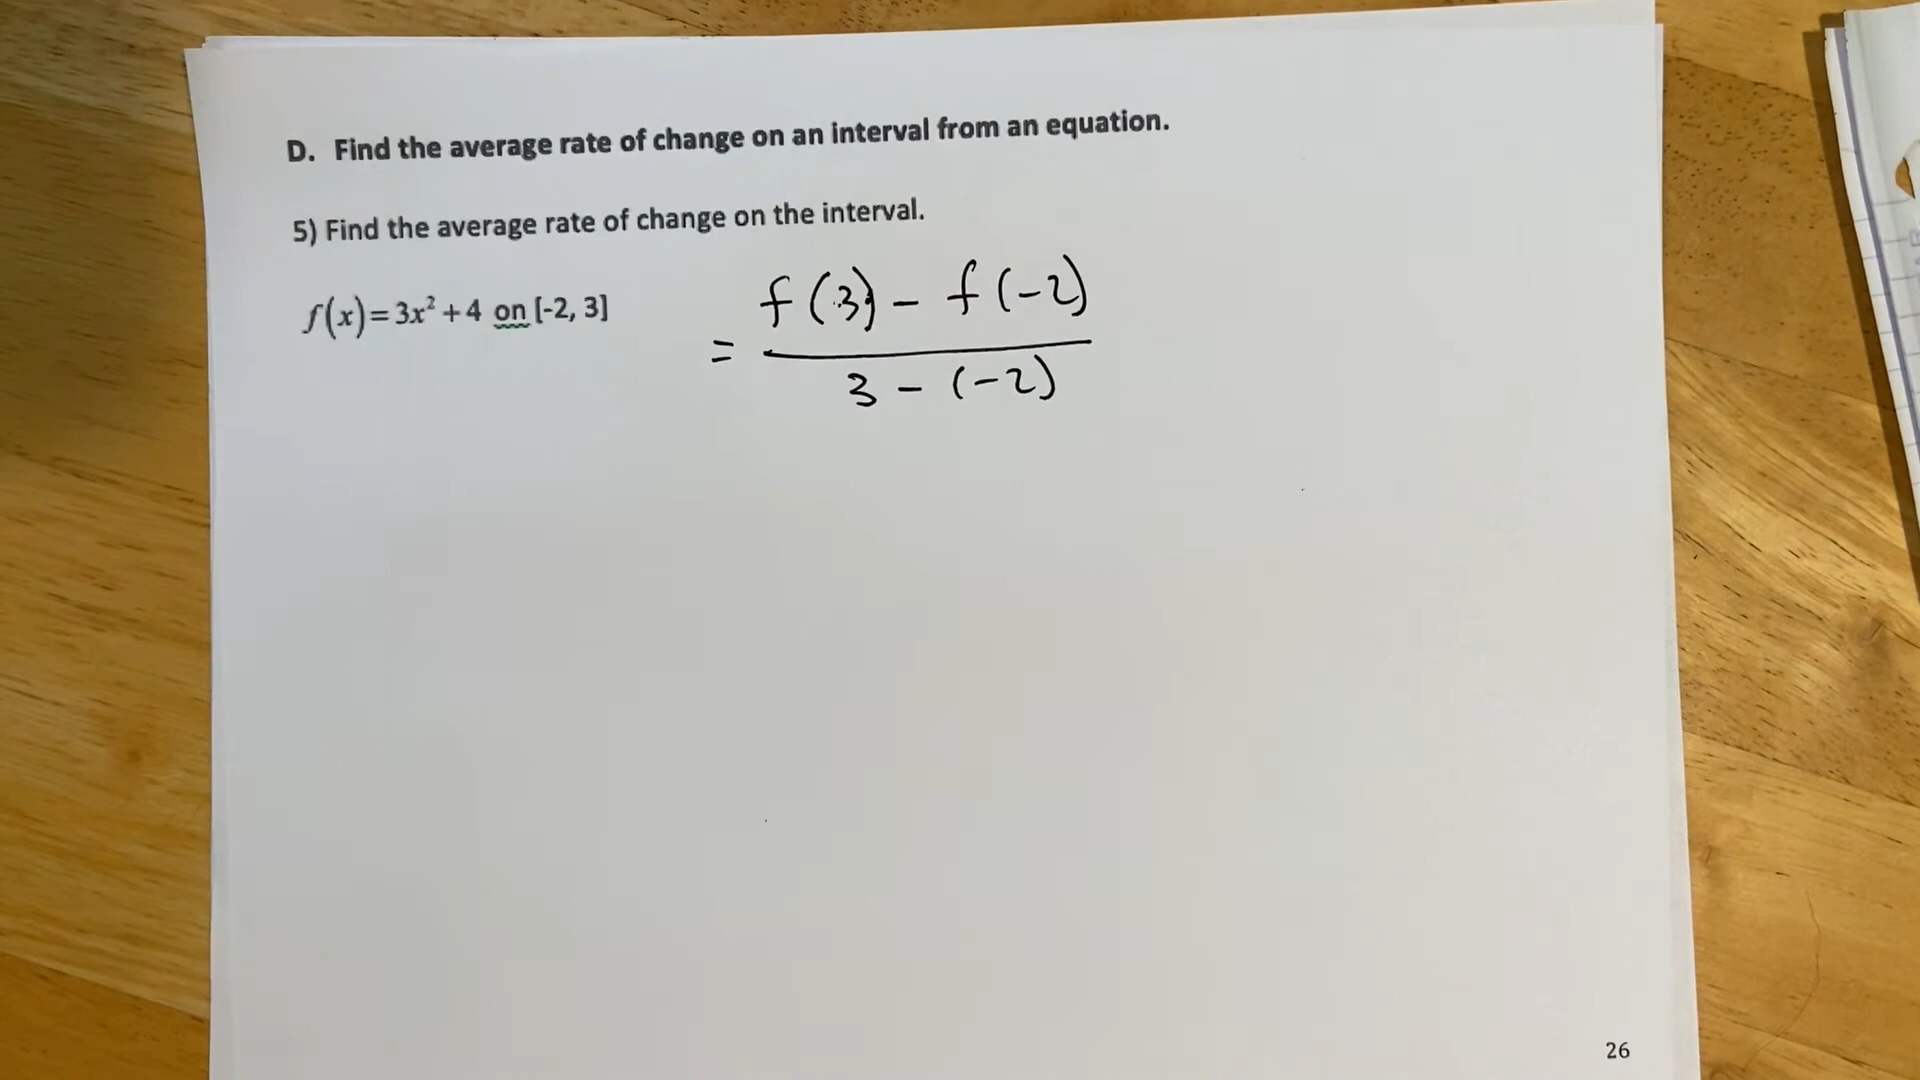 D. Find the average rate of change on an interval from an equation.
5) Find the average rate of change on the interval.
f(x)=3x²+4 on [-2, 3]
= f(3) - f(-2)
3 - (-2)
26